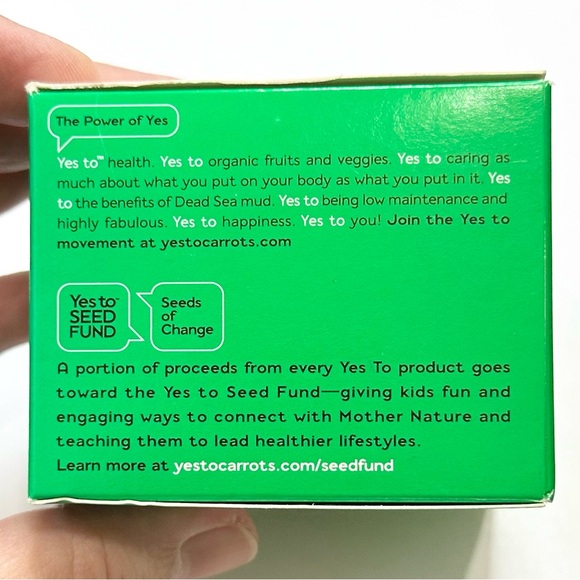 The Power of Yes
Yes to™ health. Yes to organic fruits and veggies. Yes to caring as
much about what you put on your body as what you put in it. Yes
to the benefits of Dead Sea mud. Yes to being low maintenance and
highly fabulous. Yes to happiness. Yes to you! Join the Yes to
movement at yestocarrots.com
Yes to™
SEED
FUND
Seeds
of
Change
A portion of proceeds from every Yes To product goes
toward the Yes to Seed Fund—giving kids fun and
engaging ways to connect with Mother Nature and
teaching them to lead healthier lifestyles.
Learn more at yestocarrots.com/seedfund